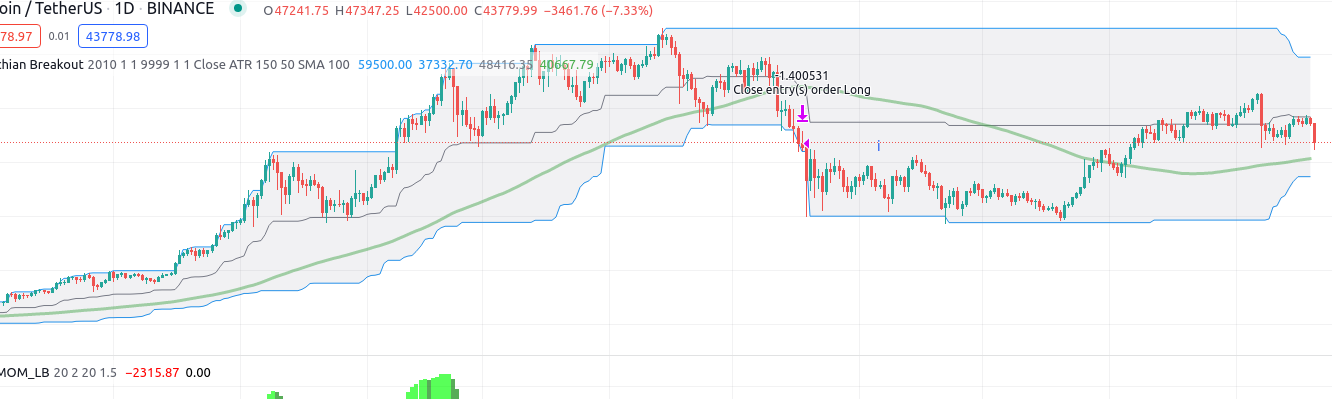 oin / TetherUS · 1D · BINANCE O47241.75 H47347.25 L42500.00 C43779.99 −3461.76 (−7.33%)
78.97 0.01 43778.98
chian Breakout 2010 1 1 9999 1 1 Close ATR 150 50 SMA 100 59500.00 37332.70 48416.35 40667.79
−1.400531
Close entry(s) order Long
i
MOM_LB 20 2 20 1.5 −2315.87 0.00